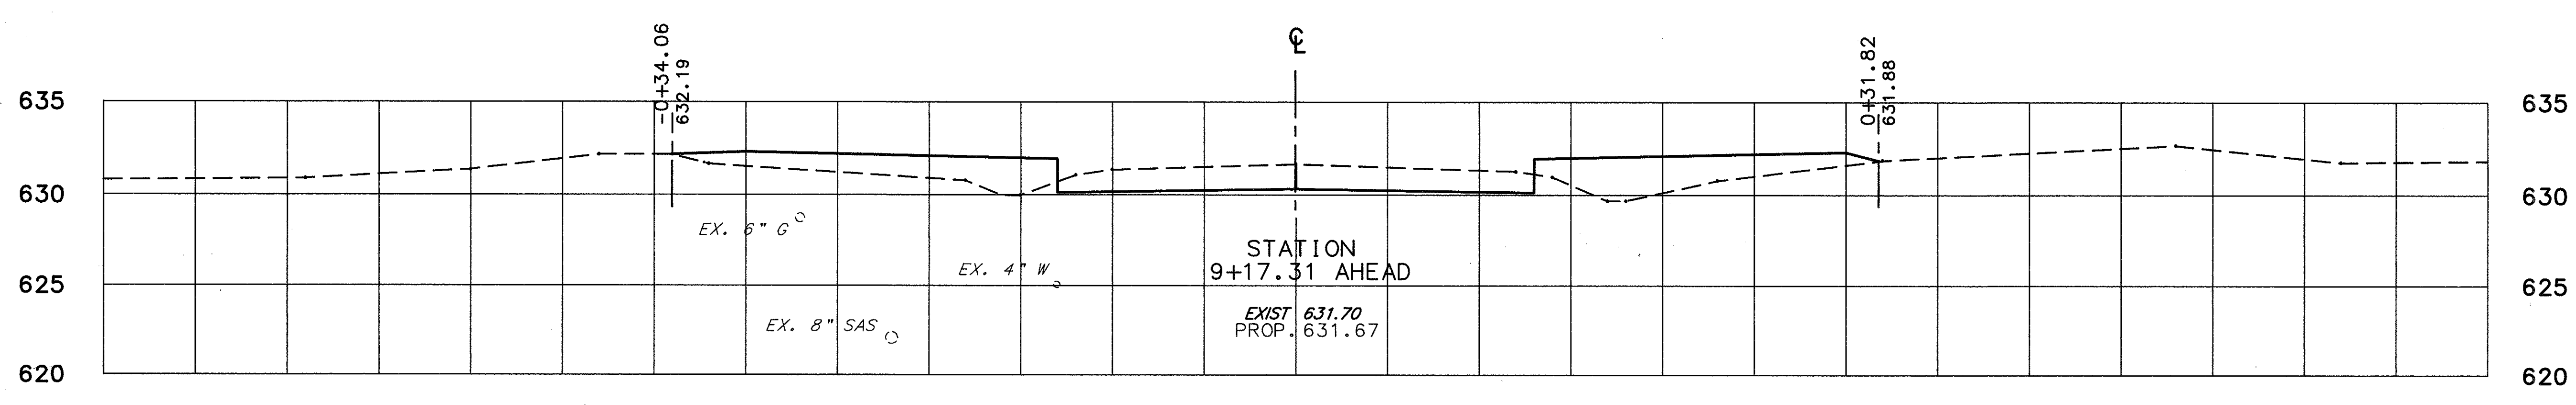 ℄
-0+34.06
632.19
0+31.82
631.88
635
635
630
630
EX. 6" G
STATION
9+17.31 AHEAD
EX. 4" W
625
625
EXIST 631.70
PROP. 631.67
EX. 8" SAS
620
620